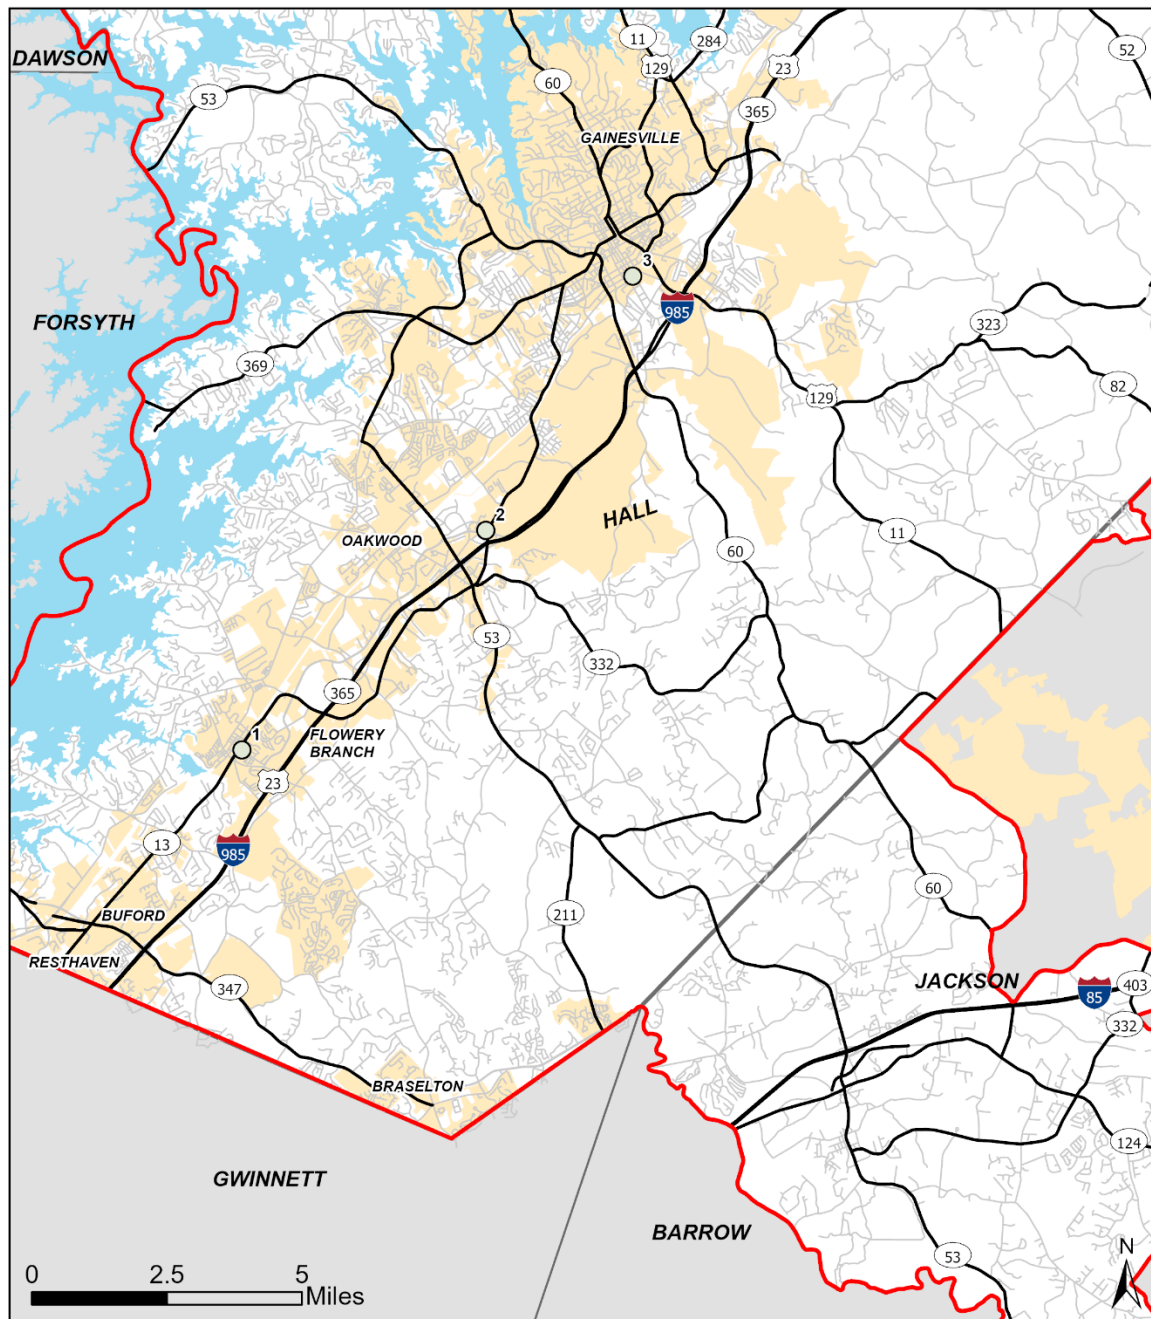 11
284
52
DAWSON
129
23
60
53
365
GAINESVILLE
3
985
FORSYTH
323
369
82
129
HALL
2
11
OAKWOOD
60
53
332
365
1
FLOWERY
BRANCH
23
13
985
60
BUFORD
211
RESTHAVEN
JACKSON
403
347
85
332
BRASELTON
124
GWINNETT
BARROW
N
53
0 2.5 5
Miles